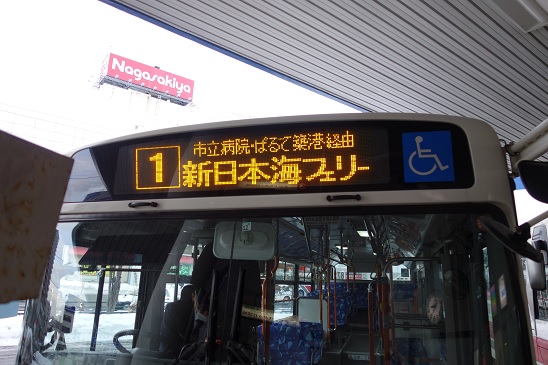 Nagasakiya
市立病院・ぱるて築港経由
1
新日本海フェリー